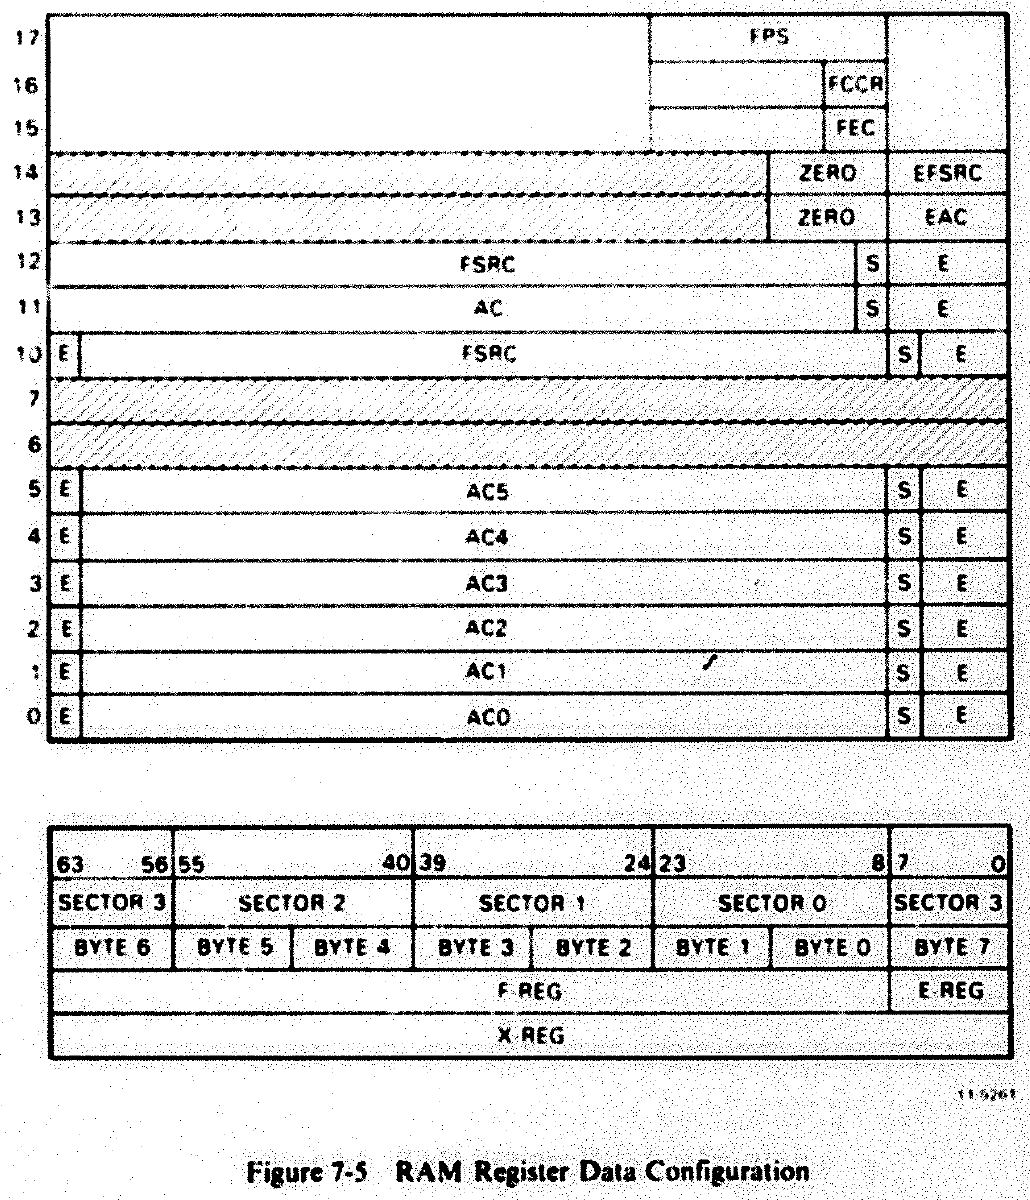 17 FPS
16 FCCR
15 FEC
14 ZERO EFSRC
13 ZERO EAC
12 FSRC S E
11 AC S E
10 E FSRC S E
7
6
5 E AC5 S E
4 E AC4 S E
3 E AC3 S E
2 E AC2 S E
1 E AC1 S E
0 E AC0 S E
63 56 55 40 39 24 23 8 7 0
SECTOR 3 SECTOR 2 SECTOR 1 SECTOR 0 SECTOR 3
BYTE 6 BYTE 5 BYTE 4 BYTE 3 BYTE 2 BYTE 1 BYTE 0 BYTE 7
F-REG E-REG
X-REG
11-5261
Figure 7-5 RAM Register Data Configuration